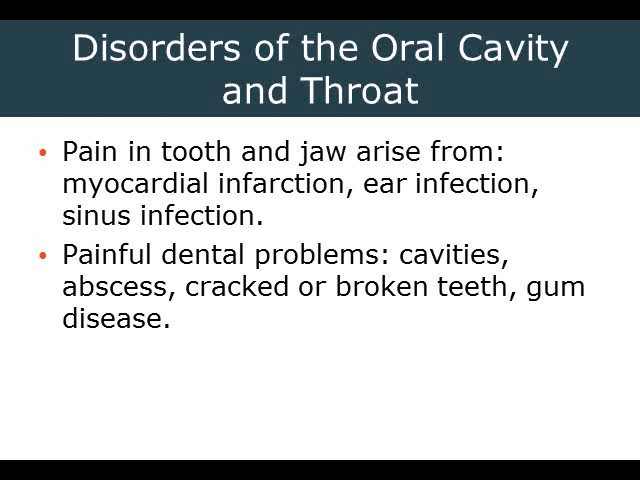 Disorders of the Oral Cavity
and Throat
• Pain in tooth and jaw arise from:
myocardial infarction, ear infection,
sinus infection.
• Painful dental problems: cavities,
abscess, cracked or broken teeth, gum
disease.